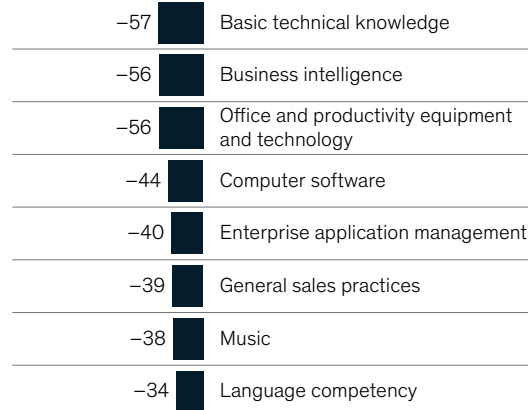 –57 Basic technical knowledge
–56 Business intelligence
–56 Office and productivity equipment
and technology
–44 Computer software
–40 Enterprise application management
–39 General sales practices
–38 Music
–34 Language competency